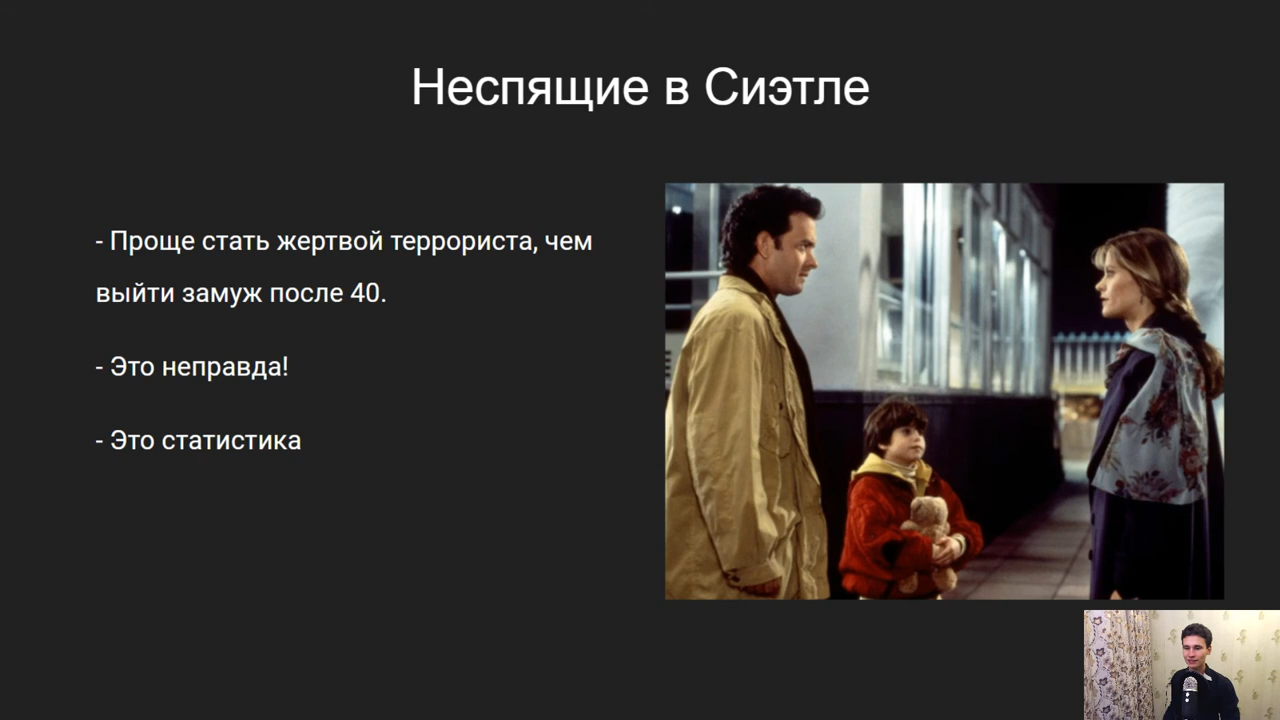 Неспящие в Сиэтле
- Проще стать жертвой террориста, чем
выйти замуж после 40.
- Это неправда!
- Это статистика